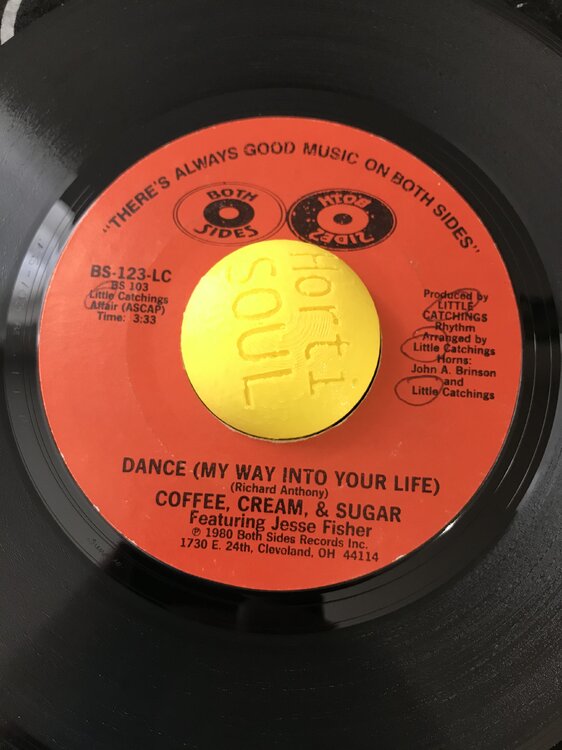 "THERE'S ALWAYS GOOD MUSIC ON BOTH SIDES"
BOTH
SIDES
BOTH
SIDES
BS-123-LC
BS 103
Little Catchings
Affair (ASCAP)
Time: 3:33
Horti
SOUL
Produced by
LITTLE
CATCHINGS
Rhythm
Arranged by
Little Catchings
Horns:
John A. Brinson
and
Little Catchings
DANCE (MY WAY INTO YOUR LIFE)
(Richard Anthony)
COFFEE, CREAM, & SUGAR
Featuring Jesse Fisher
℗ 1980 Both Sides Records Inc.
1730 E. 24th, Cleveland, OH 44114